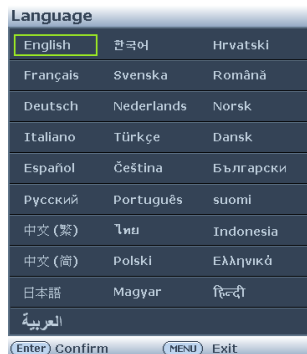 Language
English 한국어 Hrvatski
Français Svenska Română
Deutsch Nederlands Norsk
Italiano Türkçe Dansk
Español Čeština Български
Русский Português suomi
中文 (繁) ไทย Indonesia
中文 (简) Polski Ελληνικά
日本語 Magyar हिन्दी
العربية
Enter Confirm MENU Exit